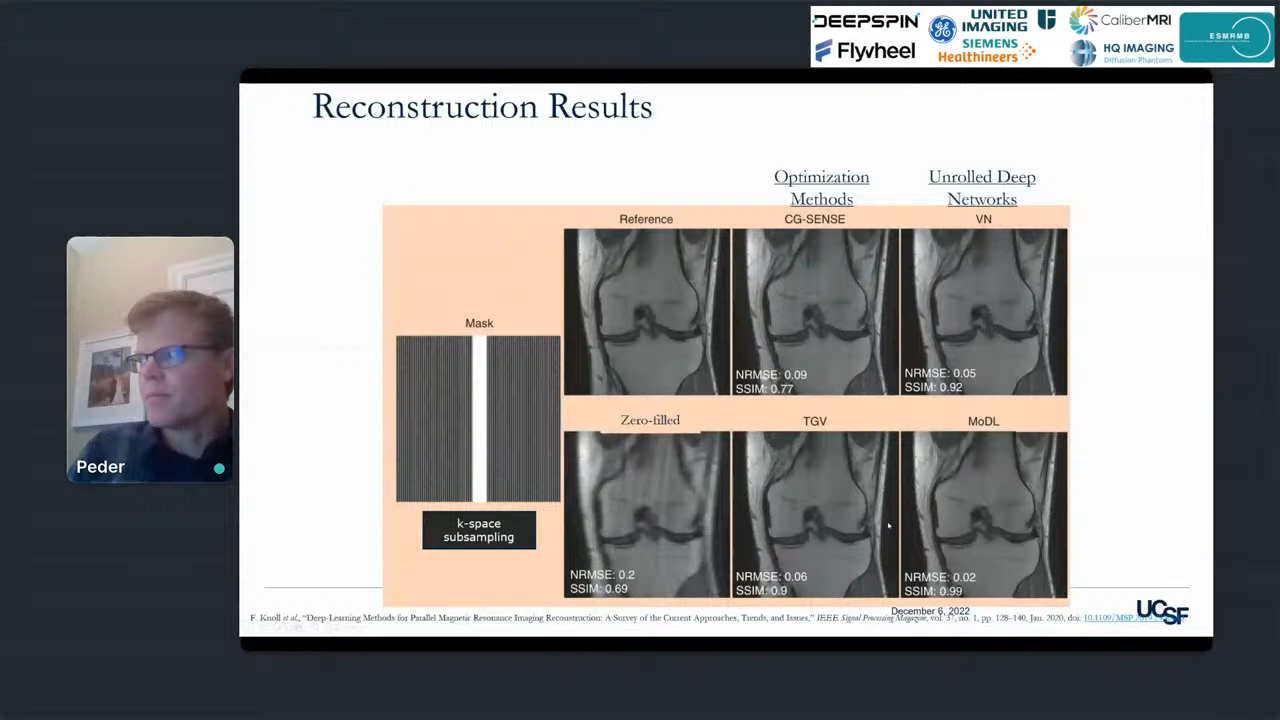 DEEPSPIN
UNITED
IMAGING
CaliberMRI
ESMRMB
Flywheel
SIEMENS
Healthineers
HQ IMAGING
Diffusion Phantoms
Reconstruction Results
Optimization
Methods
Unrolled Deep
Networks
Reference
CG-SENSE
VN
Mask
NRMSE: 0.09
SSIM: 0.77
NRMSE: 0.05
SSIM: 0.92
Zero-filled
TGV
MoDL
k-space
subsampling
NRMSE: 0.2
SSIM: 0.69
NRMSE: 0.06
SSIM: 0.9
NRMSE: 0.02
SSIM: 0.99
Peder
December 6, 2022
UCSF
F. Knoll et al., “Deep-Learning Methods for Parallel Magnetic Resonance Imaging Reconstruction: A Survey of the Current Approaches, Trends, and Issues,” IEEE Signal Processing Magazine, vol. 37, no. 1, pp. 128–140, Jan. 2020, doi: 10.1109/MSP